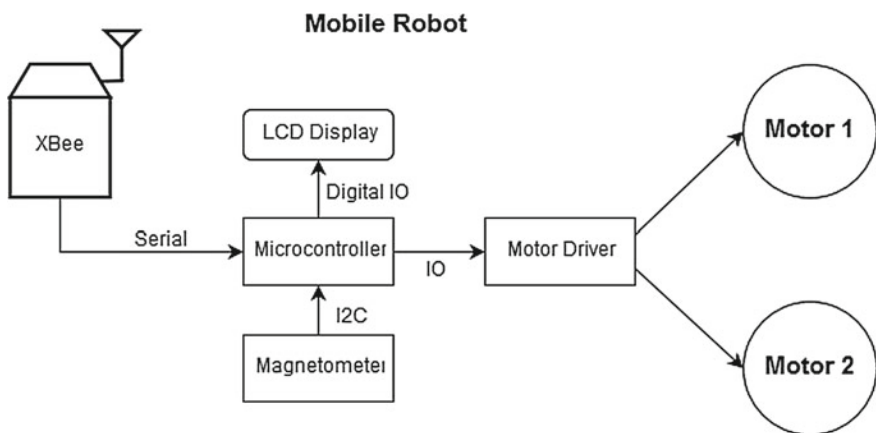 Mobile Robot
XBee
LCD Display
Motor 1
Digital IO
Serial
Microcontroller
IO
Motor Driver
I2C
Magnetometer
Motor 2